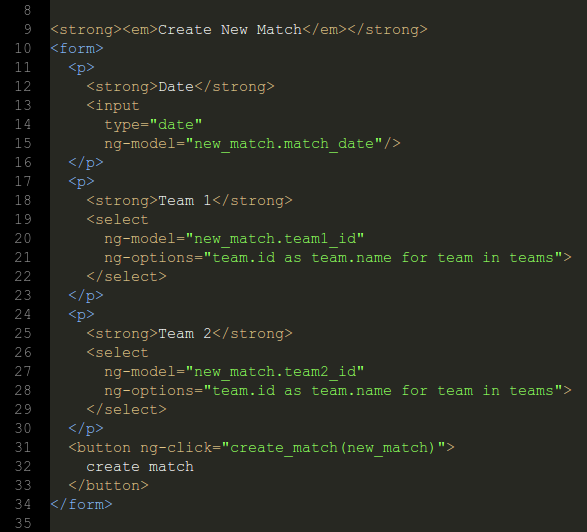 8
9 <strong><em>Create New Match</em></strong>
10 <form>
11   <p>
12     <strong>Date</strong>
13     <input
14       type="date"
15       ng-model="new_match.match_date"/>
16   </p>
17   <p>
18     <strong>Team 1</strong>
19     <select
20       ng-model="new_match.team1_id"
21       ng-options="team.id as team.name for team in teams">
22     </select>
23   </p>
24   <p>
25     <strong>Team 2</strong>
26     <select
27       ng-model="new_match.team2_id"
28       ng-options="team.id as team.name for team in teams">
29     </select>
30   </p>
31   <button ng-click="create_match(new_match)">
32     create match
33   </button>
34 </form>
35